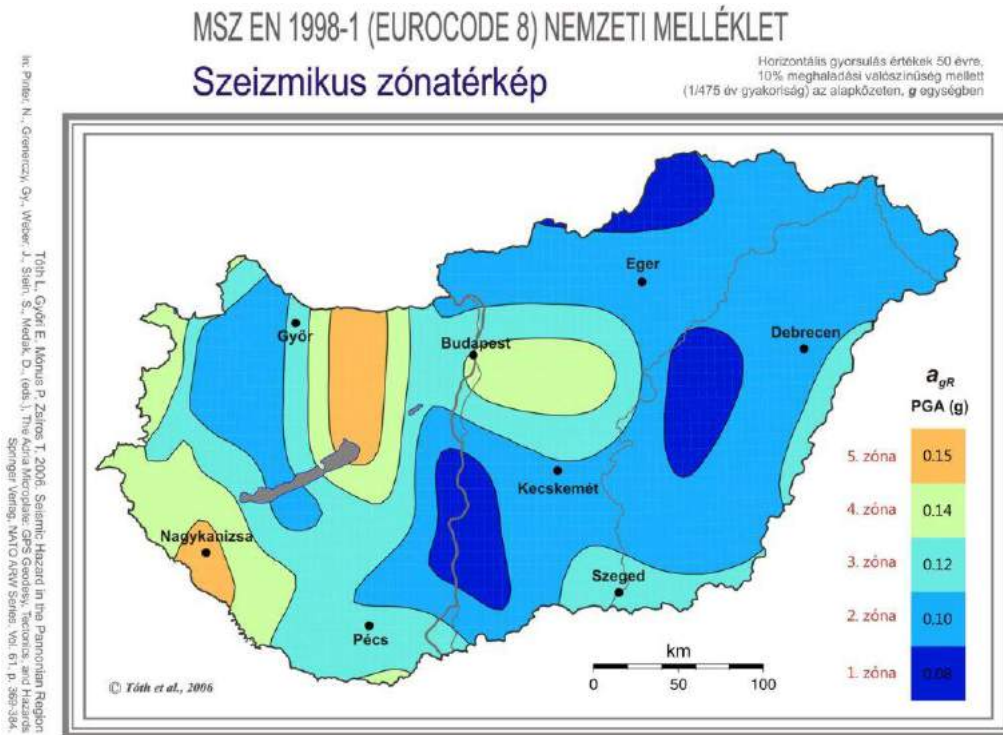 MSZ EN 1998-1 (EUROCODE 8) NEMZETI MELLÉKLET
Szeizmikus zónatérkép
Horizontális gyorsulás értékek 50 évre,
10% meghaladási valószínűség mellett
(1/475 év gyakoriság) az alapkőzeten, g egységben
Tóth L., Győri E. Mónus P. Zsíros T. 2006. Seismic Hazard in the Pannonian Region
In: Pinter, N., Grenerczy, Gy., Weber, J., Stein, S., Medak, D., (eds.), The Adria Microplate: GPS Geodesy, Tectonics, and Hazards
Springer Verlag, NATO ARW Series, Vol. 61, p. 369-384.
Eger
Győr
Budapest
Debrecen
Kecskemét
Nagykanizsa
Szeged
Pécs
km
0 50 100
© Tóth et al., 2006
agR
PGA (g)
5. zóna 0.15
4. zóna 0.14
3. zóna 0.12
2. zóna 0.10
1. zóna 0.08